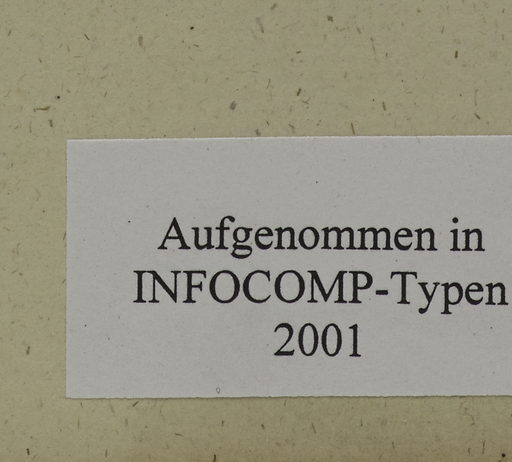 Aufgenommen in
INFOCOMP-Typen
2001